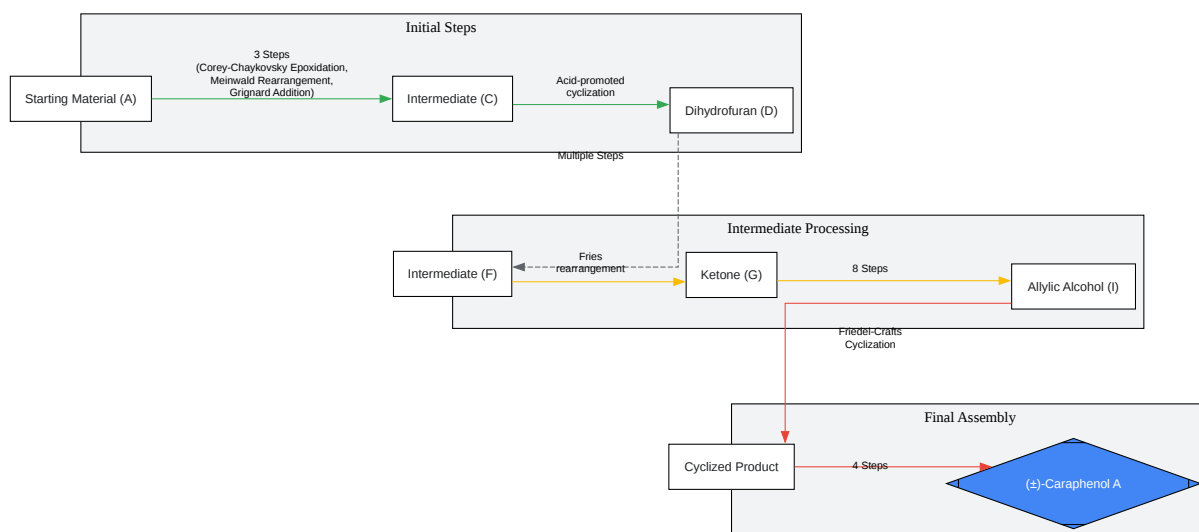 Initial Steps
3 Steps
(Corey-Chaykovsky Epoxidation,
Meinwald Rearrangement,
Grignard Addition)
Starting Material (A)
Intermediate (C)
Acid-promoted
cyclization
Dihydrofuran (D)
Multiple Steps
Intermediate Processing
Intermediate (F)
Fries
rearrangement
Ketone (G)
8 Steps
Allylic Alcohol (I)
Friedel-Crafts
Cyclization
Final Assembly
Cyclized Product
4 Steps
(±)-Caraphenol A